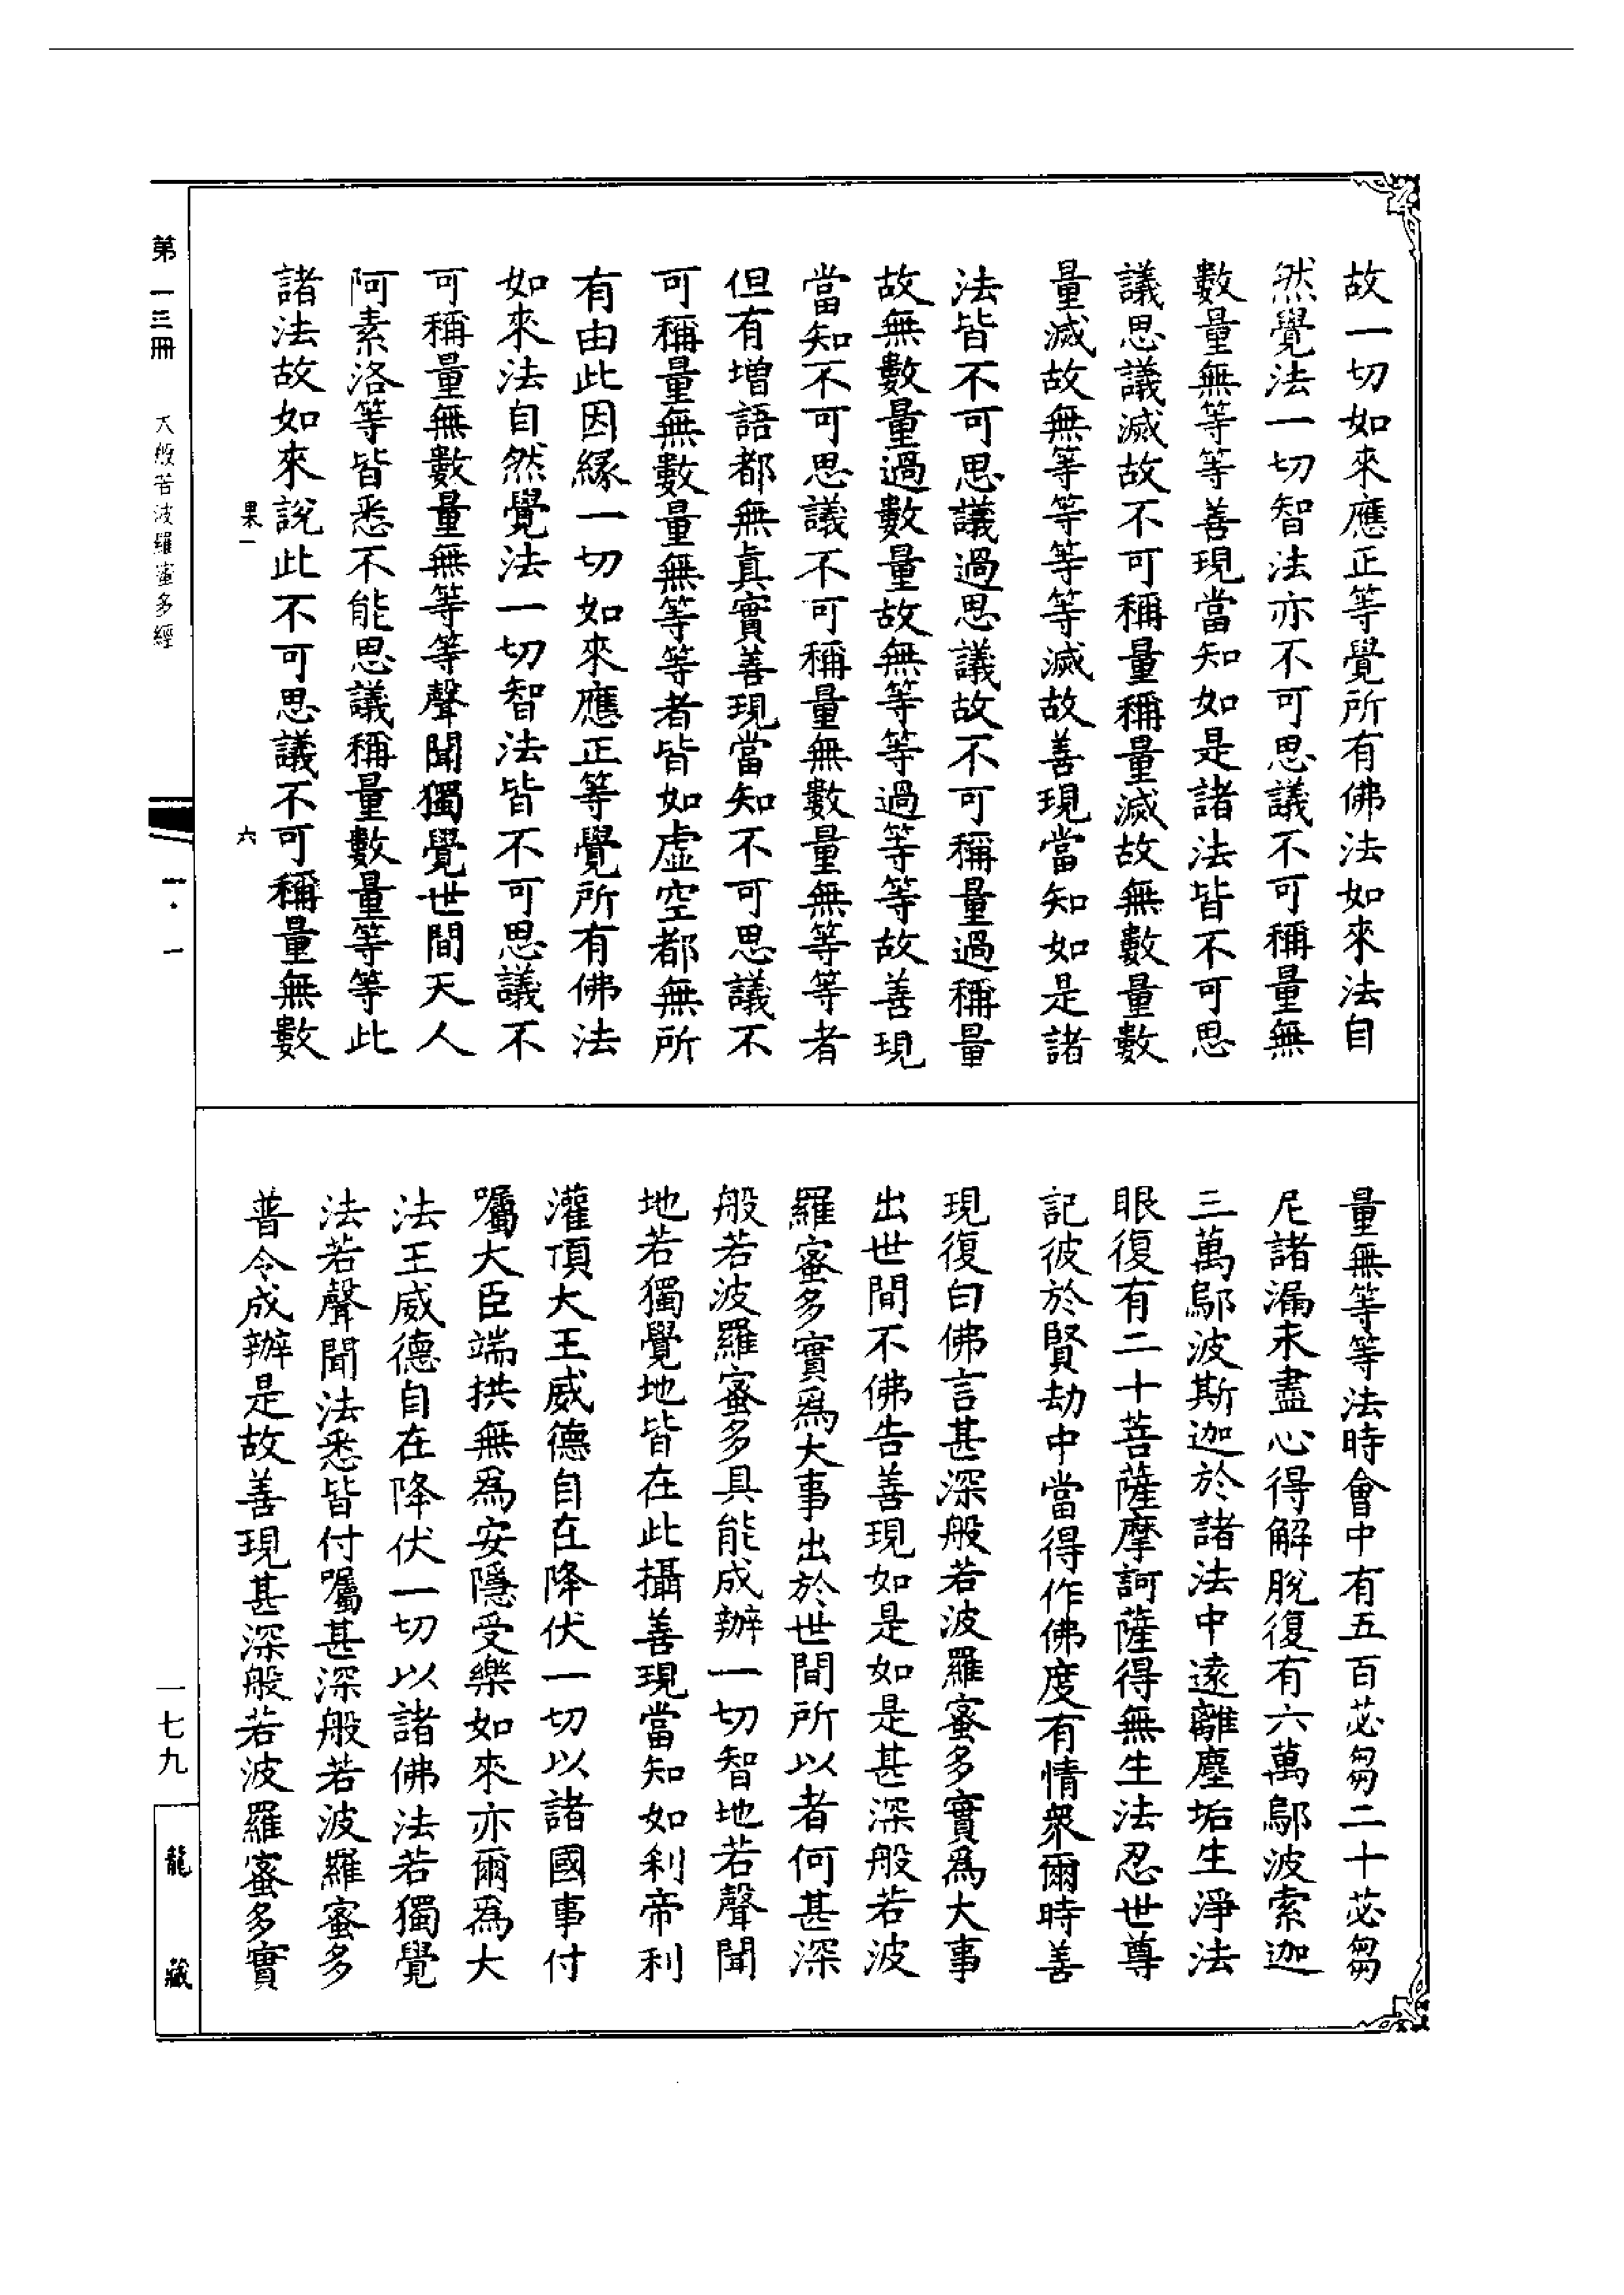 故一切如來應正等覺所有佛法如來法自
然覺法一切智法亦不可思議不可稱量無
數量無等等善現當知如是諸法皆不可思
議思議滅故不可稱量稱量滅故無數量數
量滅故無等等等等滅故善現當知如是諸
法皆不可思議過思議故不可稱量過稱量
故無數量過數量故無等等過等等故善現
當知不可思議不可稱量無數量無等等者
但有增語都無真實善現當知不可思議不
可稱量無數量無等等者皆如虛空都無所
有由此因緣一切如來應正等覺所有佛法
如來法自然覺法一切智法皆不可思議不
可稱量無數量無等等聲聞獨覺世間天人
阿素洛等皆悉不能思議稱量數量等等此
諸法故如來說此不可思議不可稱量無數
果一
六
量無等等法時會中有五百苾芻二十苾芻
尼諸漏未盡心得解脫復有六萬鄔波索迦
三萬鄔波斯迦於諸法中遠離塵垢生淨法
眼復有二十菩薩摩訶薩得無生法忍世尊
記彼於賢劫中當得作佛度有情眾爾時善
現復白佛言甚深般若波羅蜜多實為大事
出世間不佛告善現如是如是甚深般若波
羅蜜多實為大事出於世間所以者何甚深
般若波羅蜜多具能成辦一切智地若聲聞
地若獨覺地皆在此攝善現當知如剎帝利
灌頂大王威德自在降伏一切以諸國事付
囑大臣端拱無為安隱受樂如來亦爾為大
法王威德自在降伏一切以諸佛法若獨覺
法若聲聞法悉皆付囑甚深般若波羅蜜多
普令成辦是故善現甚深般若波羅蜜多實
第一三冊
大般若波羅蜜多經
一·一
一七九
龍藏